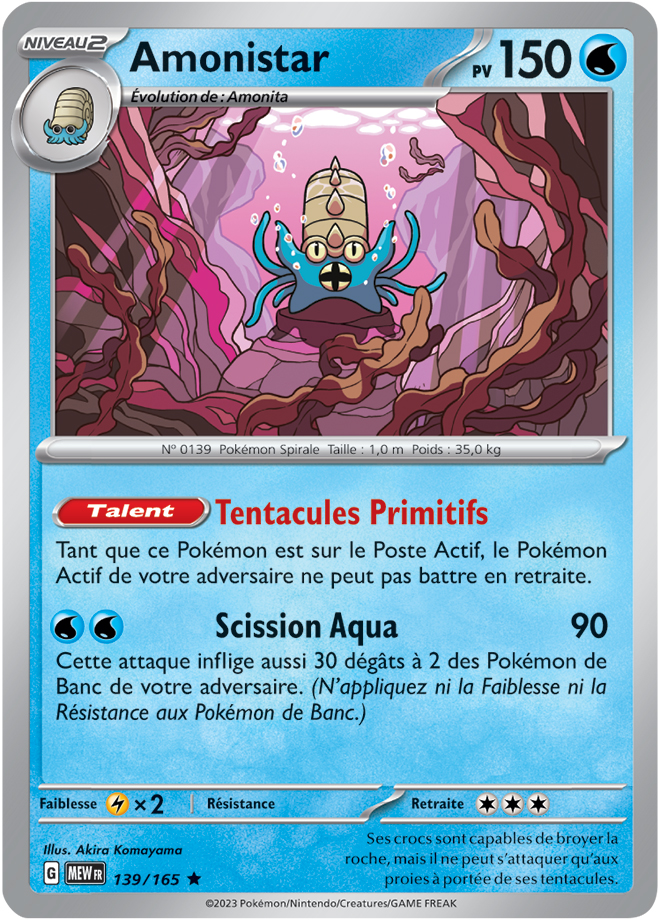 NIVEAU2
Amonistar
PV 150
Évolution de : Amonita
Nº 0139 Pokémon Spirale Taille : 1,0 m Poids : 35,0 kg
Talent Tentacules Primitifs
Tant que ce Pokémon est sur le Poste Actif, le Pokémon
Actif de votre adversaire ne peut pas battre en retraite.
Scission Aqua 90
Cette attaque inflige aussi 30 dégâts à 2 des Pokémon de
Banc de votre adversaire. (N’appliquez ni la Faiblesse ni la
Résistance aux Pokémon de Banc.)
Faiblesse ×2 Résistance Retraite
Illus. Akira Komayama
G MEW FR 139/165
Ses crocs sont capables de broyer la
roche, mais il ne peut s’attaquer qu’aux
proies à portée de ses tentacules.
©2023 Pokémon/Nintendo/Creatures/GAME FREAK